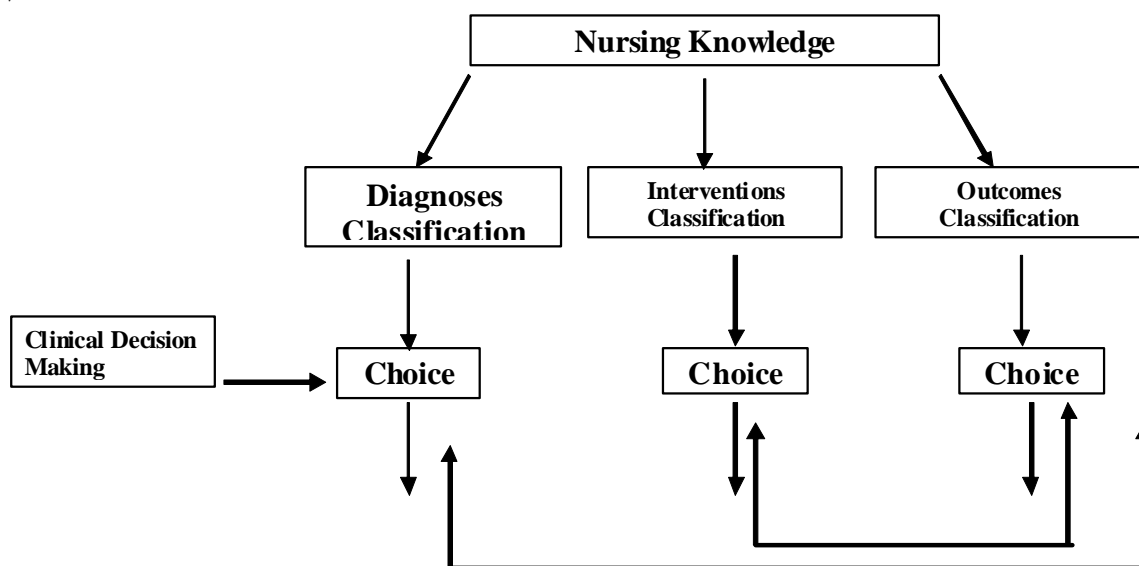 Nursing Knowledge
Diagnoses
Classification
Interventions
Classification
Outcomes
Classification
Clinical Decision
Making
Choice
Choice
Choice